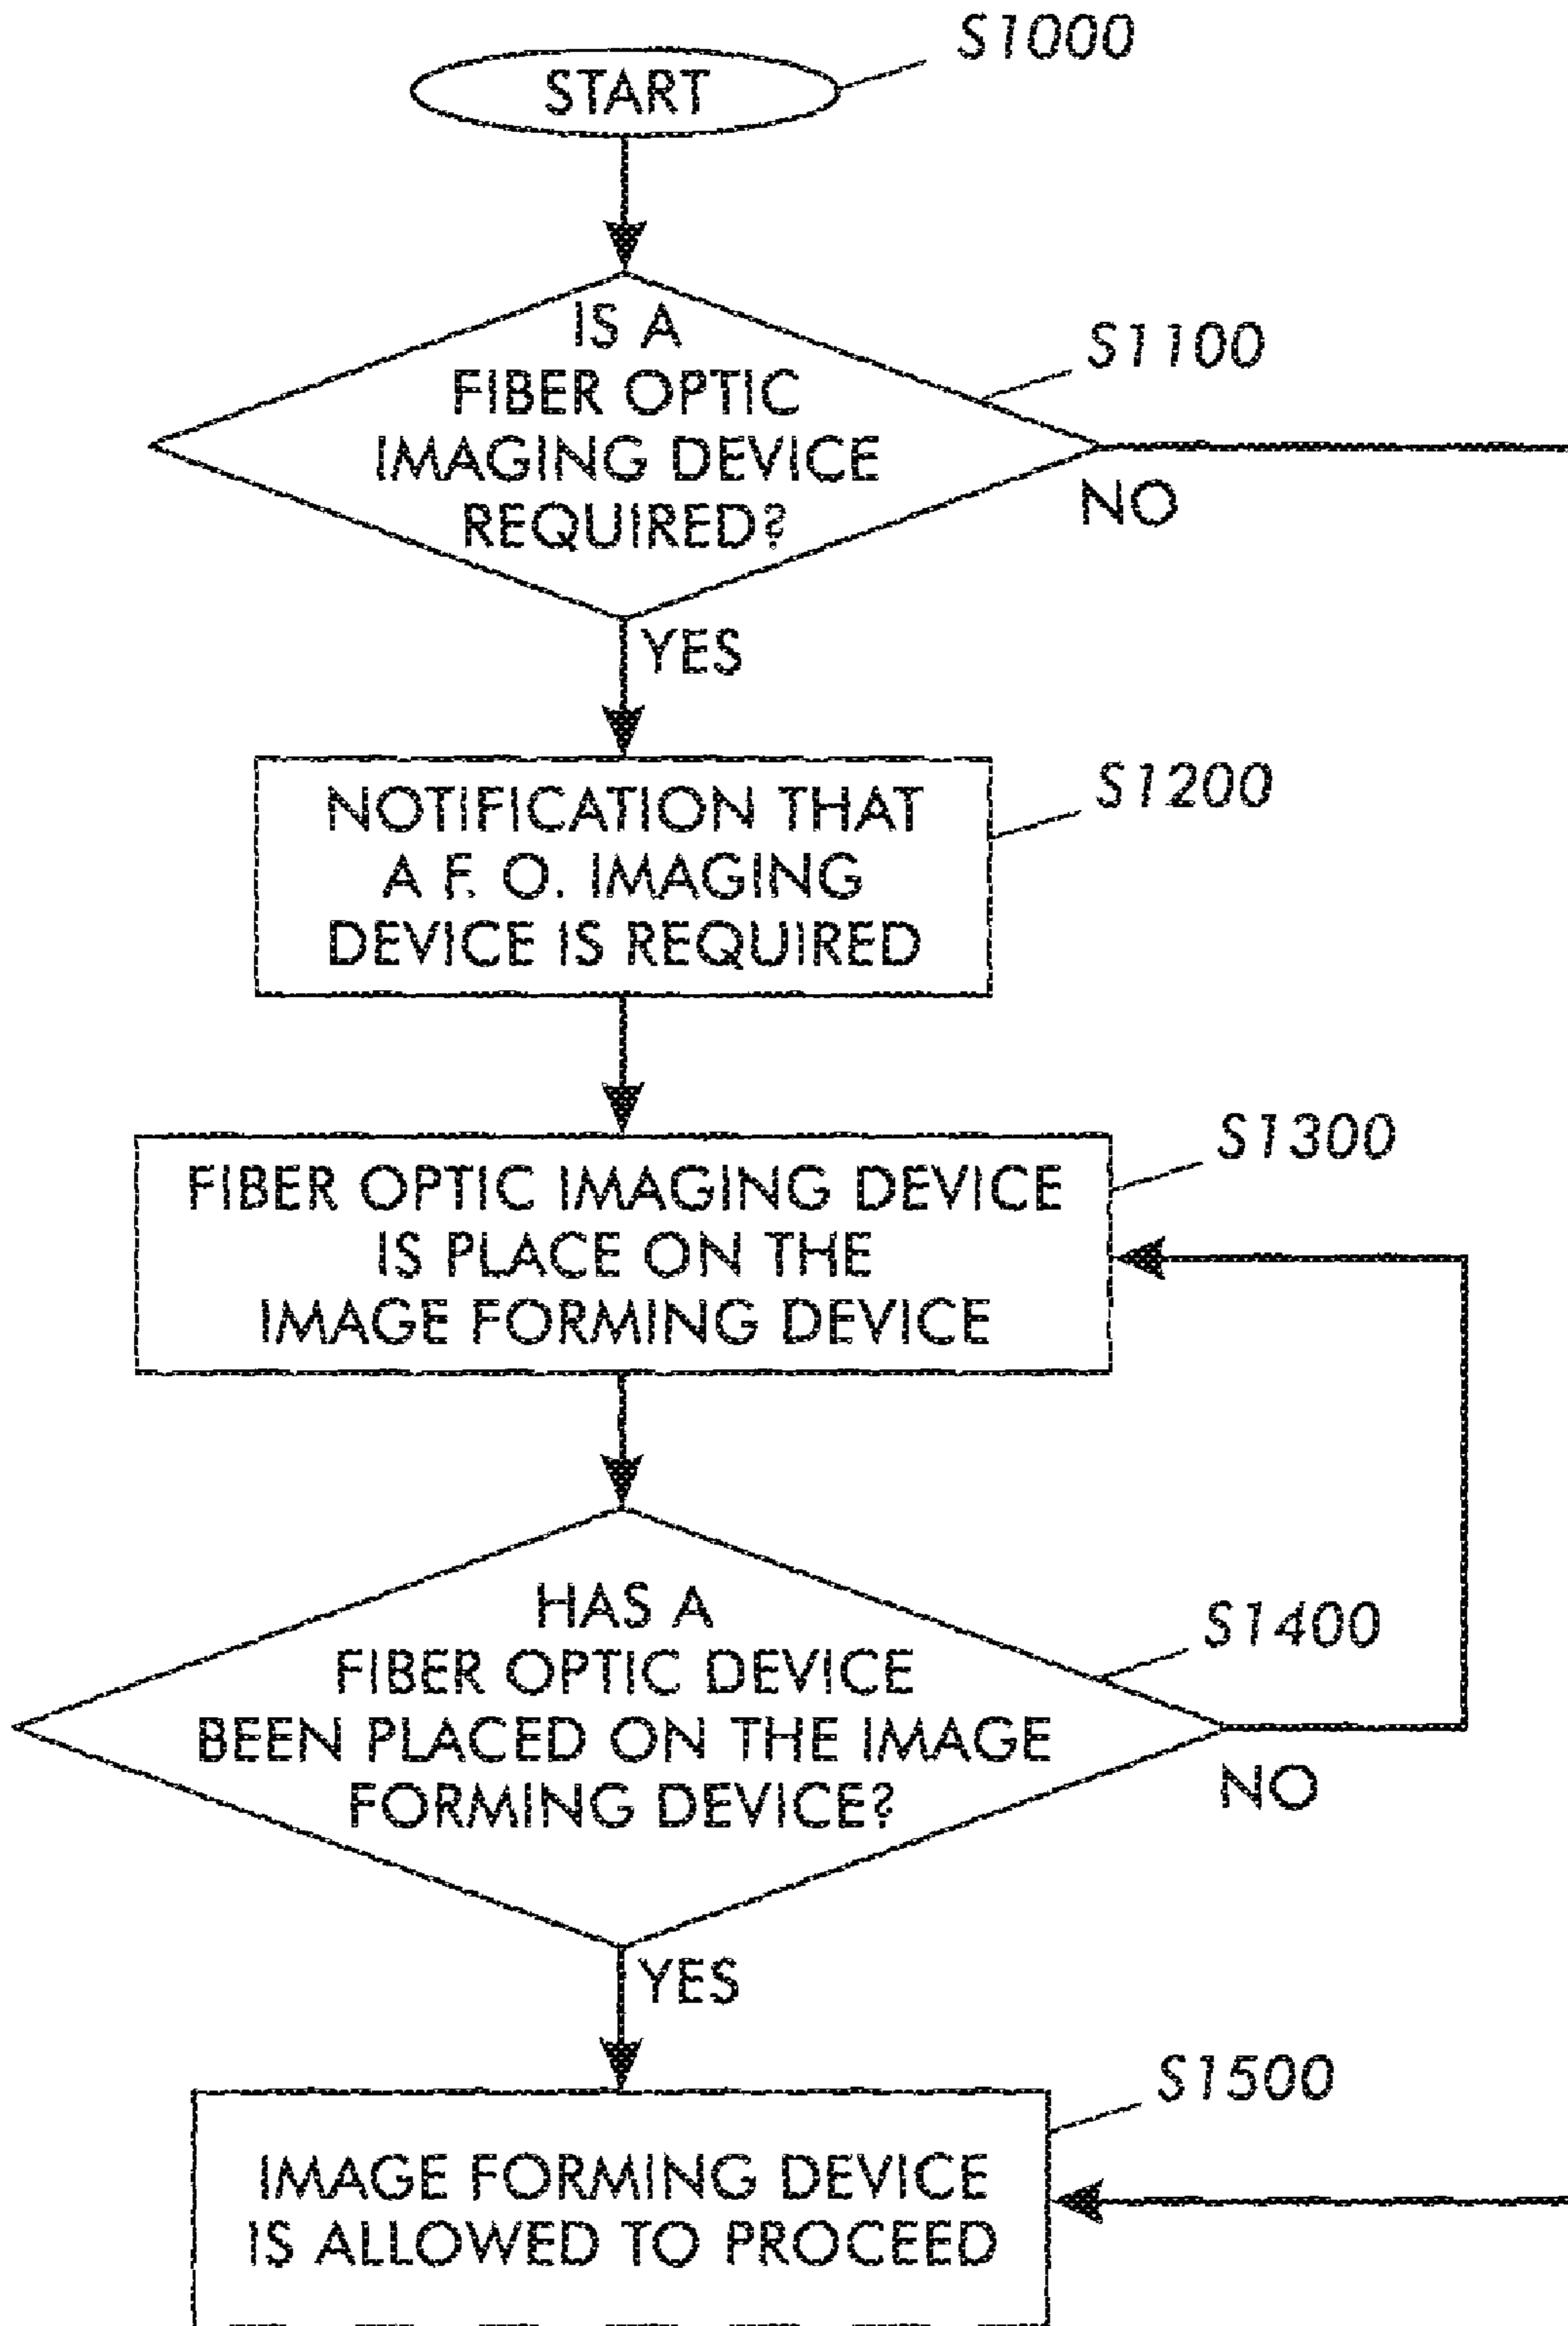 S1000
START
S1100
IS A
FIBER OPTIC
IMAGING DEVICE
REQUIRED?
NO
YES
S1200
NOTIFICATION THAT
A F. O. IMAGING
DEVICE IS REQUIRED
S1300
FIBER OPTIC IMAGING DEVICE
IS PLACE ON THE
IMAGE FORMING DEVICE
S1400
HAS A
FIBER OPTIC DEVICE
BEEN PLACED ON THE IMAGE
FORMING DEVICE?
NO
YES
S1500
IMAGE FORMING DEVICE
IS ALLOWED TO PROCEED